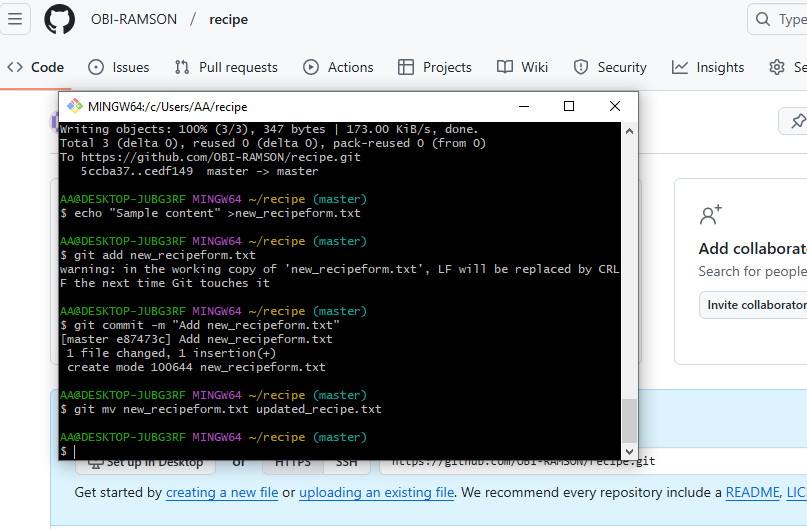 OBI-RAMSON / recipe
Type
Code Issues Pull requests Actions Projects Wiki Security Insights Se
MINGW64:/c/Users/AA/recipe
Writing objects: 100% (3/3), 347 bytes | 173.00 KiB/s, done.
Total 3 (delta 0), reused 0 (delta 0), pack-reused 0 (from 0)
To https://github.com/OBI-RAMSON/recipe.git
5ccba37..cedf149 master -> master
AA@DESKTOP-JUBG3RF MINGW64 ~/recipe (master)
$ echo "Sample content" >new_recipeform.txt
AA@DESKTOP-JUBG3RF MINGW64 ~/recipe (master)
$ git add new_recipeform.txt
warning: in the working copy of 'new_recipeform.txt', LF will be replaced by CRL
F the next time Git touches it
AA@DESKTOP-JUBG3RF MINGW64 ~/recipe (master)
$ git commit -m "Add new_recipeform.txt"
[master e87473c] Add new_recipeform.txt
1 file changed, 1 insertion(+)
create mode 100644 new_recipeform.txt
AA@DESKTOP-JUBG3RF MINGW64 ~/recipe (master)
$ git mv new_recipeform.txt updated_recipe.txt
AA@DESKTOP-JUBG3RF MINGW64 ~/recipe (master)
$
Add collaborat
Search for people
Invite collaborator
Set up in Desktop or HTTPS SSH https://github.com/OBI-RAMSON/recipe.git
Get started by creating a new file or uploading an existing file. We recommend every repository include a README, LIC